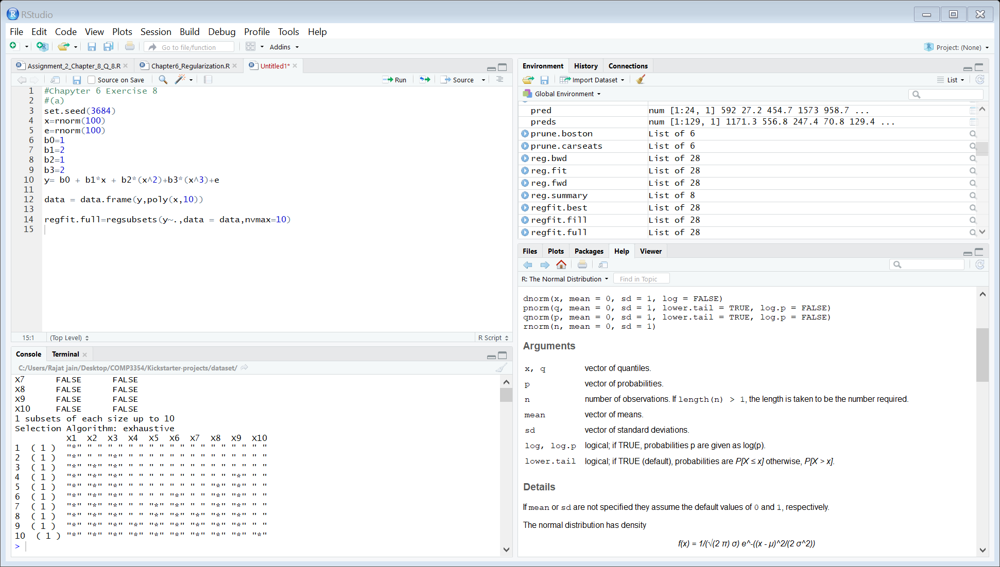 RStudio
File Edit Code View Plots Session Build Debug Profile Tools Help
Go to file/function Addins Project: (None)
Assignment_2_Chapter_8_Q_8.R Chapter6_Regularization.R Untitled1*
Source on Save Run Source
1 #Chapyter 6 Exercise 8
2 #(a)
3 set.seed(3684)
4 x=rnorm(100)
5 e=rnorm(100)
6 b0=1
7 b1=2
8 b2=1
9 b3=2
10 y= b0 + b1*x + b2*(x^2)+b3*(x^3)+e
11
12 data = data.frame(y,poly(x,10))
13
14 regfit.full=regsubsets(y~.,data = data,nvmax=10)
15
15:1 (Top Level) R Script
Console Terminal
C:/Users/Rajat jain/Desktop/COMP3354/Kickstarter-projects/dataset/
X7 FALSE FALSE
X8 FALSE FALSE
X9 FALSE FALSE
X10 FALSE FALSE
1 subsets of each size up to 10
Selection Algorithm: exhaustive
X1 X2 X3 X4 X5 X6 X7 X8 X9 X10
1 ( 1 ) "*" " " " " " " " " " " " " " " " " " "
2 ( 1 ) "*" " " "*" " " " " " " " " " " " " " "
3 ( 1 ) "*" "*" "*" " " " " " " " " " " " " " "
4 ( 1 ) "*" "*" "*" " " " " " " " " " " "*" " "
5 ( 1 ) "*" "*" "*" " " " " " " " " "*" "*" " "
6 ( 1 ) "*" "*" "*" " " " " "*" " " "*" "*" " "
7 ( 1 ) "*" "*" "*" " " "*" "*" " " "*" "*" " "
8 ( 1 ) "*" "*" "*" " " "*" "*" "*" "*" "*" " "
9 ( 1 ) "*" "*" "*" "*" "*" "*" "*" "*" "*" " "
10 ( 1 ) "*" "*" "*" "*" "*" "*" "*" "*" "*" "*"
>
Environment History Connections
Import Dataset List
Global Environment
pred num [1:24, 1] 592 27.2 454.7 1573 958.7 ...
preds num [1:129, 1] 1171.3 556.8 247.4 70.8 129.4 ...
prune.boston List of 6
prune.carseats List of 6
reg.bwd List of 28
reg.fit List of 28
reg.fwd List of 28
reg.summary List of 8
regfit.best List of 28
regfit.fill List of 28
regfit.full List of 28
Files Plots Packages Help Viewer
R: The Normal Distribution Find in Topic
dnorm(x, mean = 0, sd = 1, log = FALSE)
pnorm(q, mean = 0, sd = 1, lower.tail = TRUE, log.p = FALSE)
qnorm(p, mean = 0, sd = 1, lower.tail = TRUE, log.p = FALSE)
rnorm(n, mean = 0, sd = 1)
Arguments
x, q vector of quantiles.
p vector of probabilities.
n number of observations. If length(n) > 1, the length is taken to be the number required.
mean vector of means.
sd vector of standard deviations.
log, log.p logical; if TRUE, probabilities p are given as log(p).
lower.tail logical; if TRUE (default), probabilities are P[X ≤ x] otherwise, P[X > x].
Details
If mean or sd are not specified they assume the default values of 0 and 1, respectively.
The normal distribution has density
f(x) = 1/(√(2 π) σ) e^-((x - μ)^2/(2 σ^2))